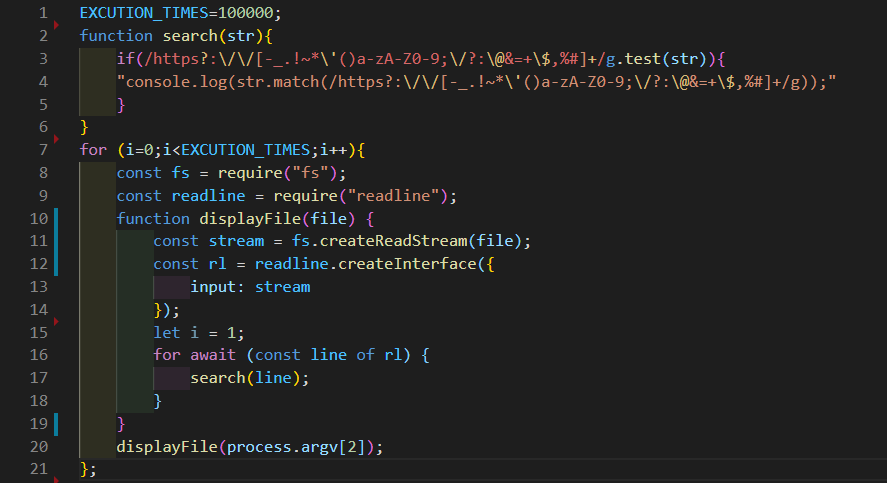 1 EXCUTION_TIMES=100000;
2 function search(str){
3     if(/https?:\/\/[-_.!~*\'()a-zA-Z0-9;\/?:\@&=+\$,%#]+/g.test(str)){
4     "console.log(str.match(/https?:\/\/[-_.!~*\'()a-zA-Z0-9;\/?:\@&=+\$,%#]+/g));"
5     }
6 }
7 for (i=0;i<EXCUTION_TIMES;i++){
8     const fs = require("fs");
9     const readline = require("readline");
10     function displayFile(file) {
11         const stream = fs.createReadStream(file);
12         const rl = readline.createInterface({
13             input: stream
14         });
15         let i = 1;
16         for await (const line of rl) {
17             search(line);
18         }
19     }
20     displayFile(process.argv[2]);
21 };